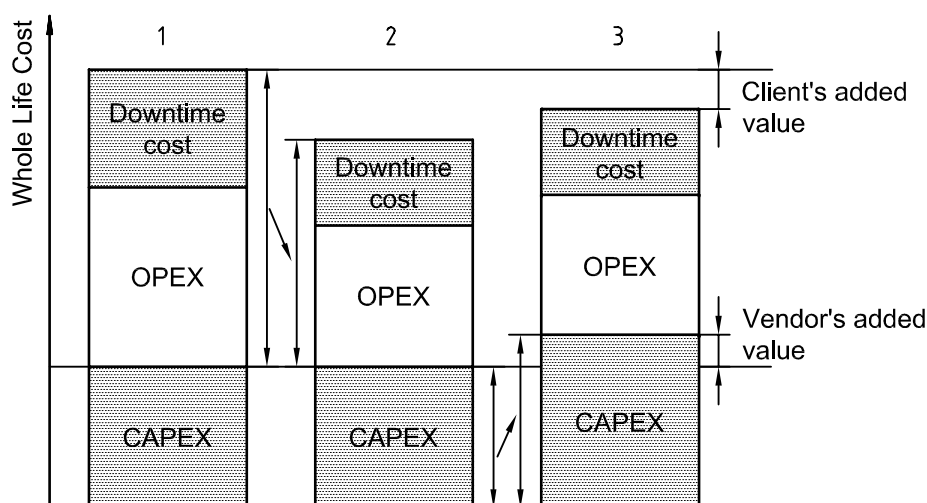 Whole Life Cost
1
2
3
Downtime
cost
OPEX
CAPEX
Downtime
cost
OPEX
CAPEX
Downtime
cost
OPEX
CAPEX
Client's added
value
Vendor's added
value